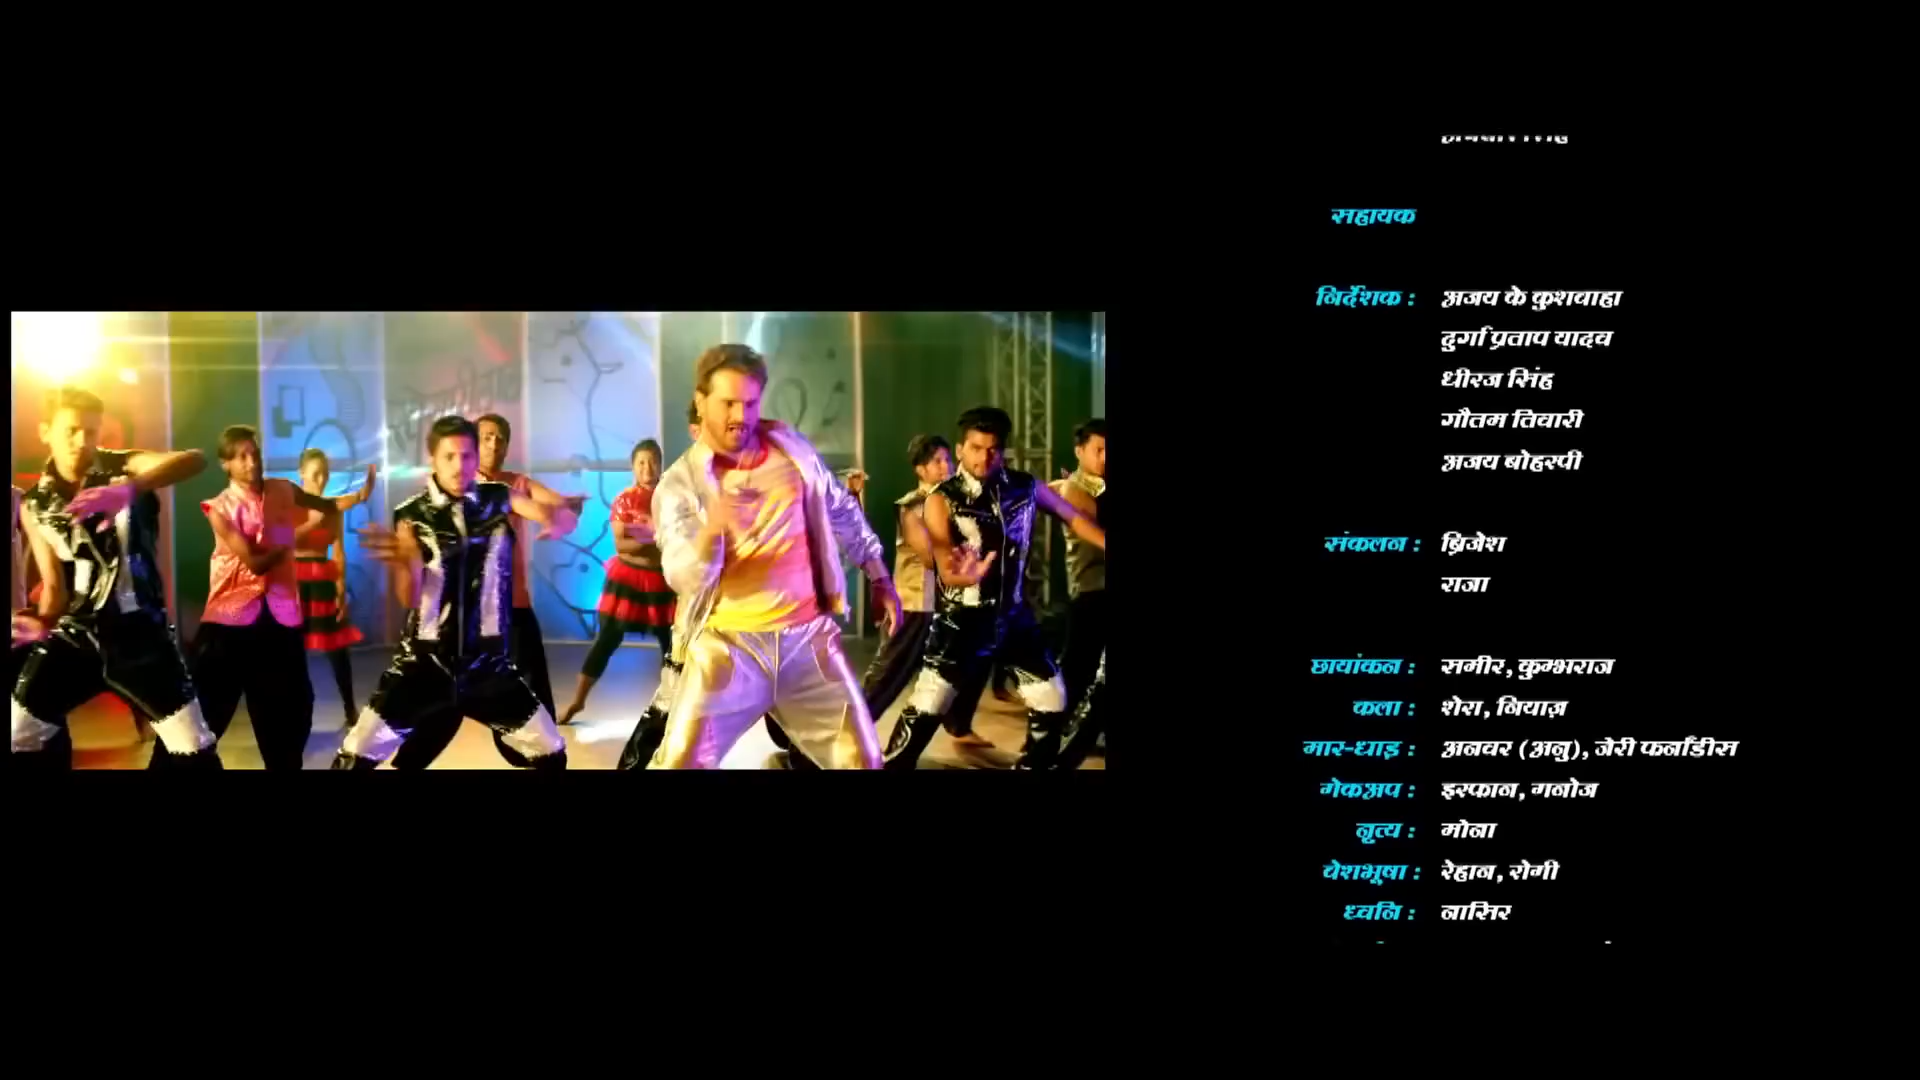 सहायक
निर्देशक : अजय के कुशवाहा
दुर्गा प्रताप यादव
धीरज सिंह
गौतम तिवारी
अजय बोहरपी
संकलन : ब्रिजेश
राजा
छायांकन : समीर, कुम्भराज
कला : शेरा, नियाज़
मार-धाड़ : अनवर (अनु), जेरी फर्नांडीस
मेकअप : इरफान, मनोज
नृत्य : मोना
वेशभूषा : रेहान, रोमी
ध्वनि : नासिर